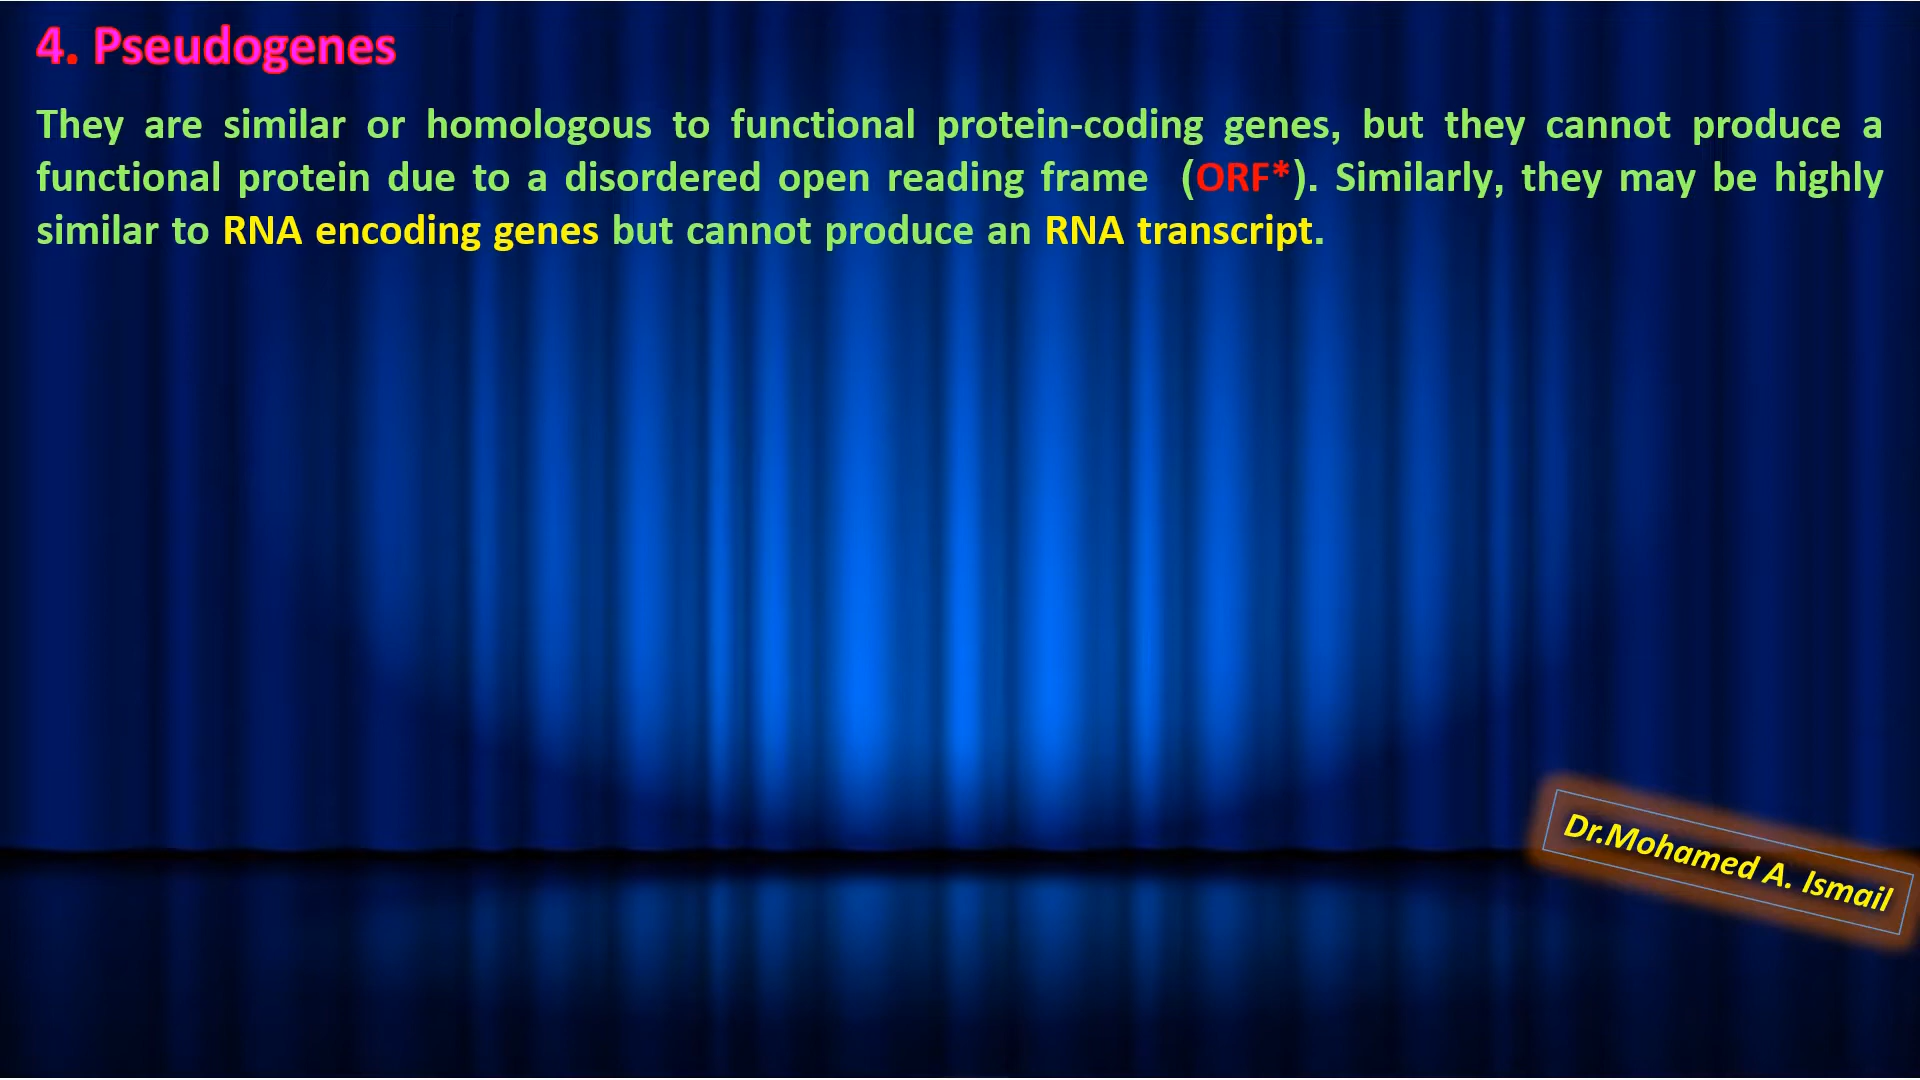 4. Pseudogenes
They are similar or homologous to functional protein-coding genes, but they cannot produce a
functional protein due to a disordered open reading frame (ORF*). Similarly, they may be highly
similar to RNA encoding genes but cannot produce an RNA transcript.
Dr.Mohamed A. Ismail